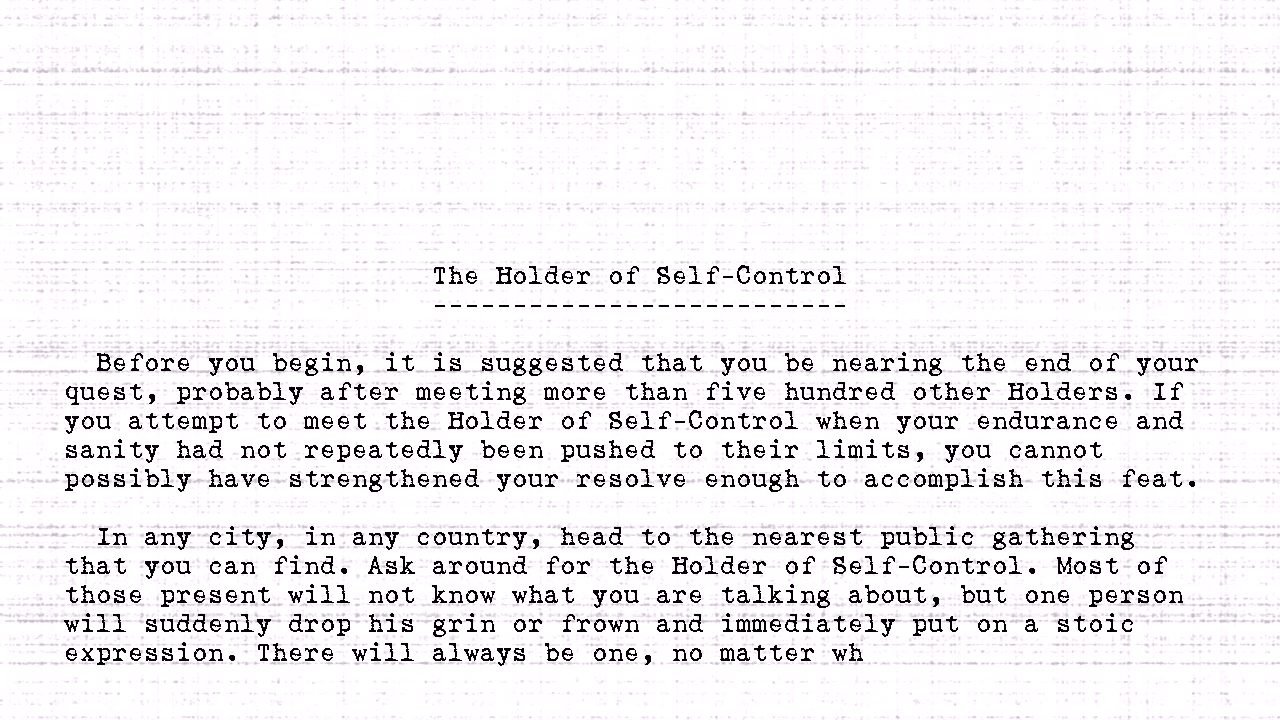 The Holder of Self-Control
--------------------------
Before you begin, it is suggested that you be nearing the end of your
quest, probably after meeting more than five hundred other Holders. If
you attempt to meet the Holder of Self-Control when your endurance and
sanity had not repeatedly been pushed to their limits, you cannot
possibly have strengthened your resolve enough to accomplish this feat.
In any city, in any country, head to the nearest public gathering
that you can find. Ask around for the Holder of Self-Control. Most of
those present will not know what you are talking about, but one person
will suddenly drop his grin or frown and immediately put on a stoic
expression. There will always be one, no matter wh